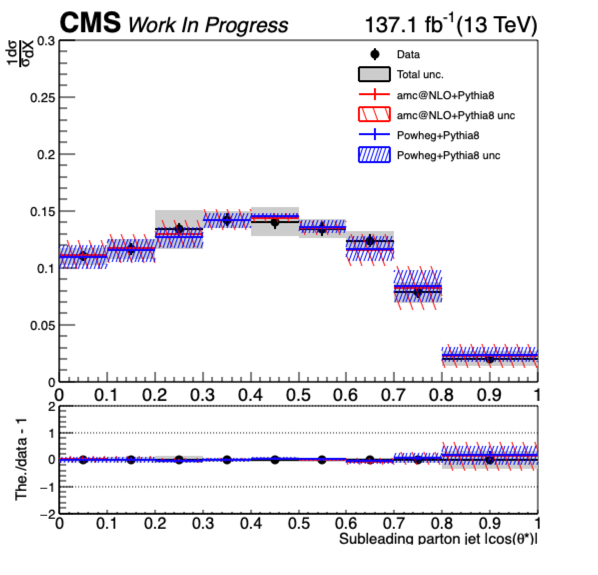 CMS Work In Progress 137.1 fb⁻¹(13 TeV)
1dσ
σdX
0.3
0.25
0.2
0.15
0.1
0.05
0
Data
Total unc.
amc@NLO+Pythia8
amc@NLO+Pythia8 unc
Powheg+Pythia8
Powheg+Pythia8 unc
0 0.1 0.2 0.3 0.4 0.5 0.6 0.7 0.8 0.9 1
The./data - 1
2
1
0
−1
−2
0 0.1 0.2 0.3 0.4 0.5 0.6 0.7 0.8 0.9 1
Subleading parton jet |cos(θ*)|